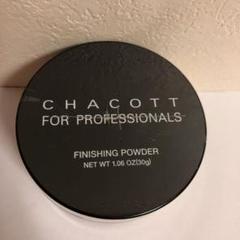 CHACOTT
FOR PROFESSIONALS
FINISHING POWDER
NET WT 1.06 OZ(30g)